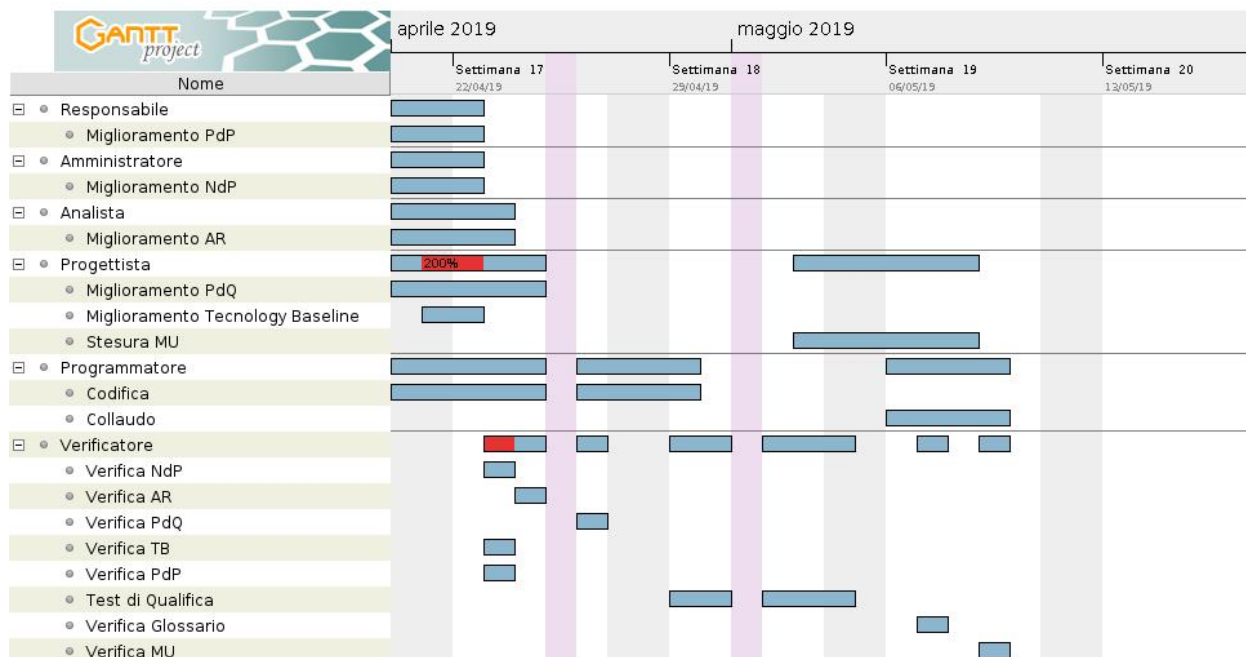 GANTT
project
aprile 2019
maggio 2019
Nome
Settimana 17
22/04/19
Settimana 18
29/04/19
Settimana 19
06/05/19
Settimana 20
13/05/19
Responsabile
Miglioramento PdP
Amministratore
Miglioramento NdP
Analista
Miglioramento AR
Progettista
200%
Miglioramento PdQ
Miglioramento Tecnology Baseline
Stesura MU
Programmatore
Codifica
Collaudo
Verificatore
Verifica NdP
Verifica AR
Verifica PdQ
Verifica TB
Verifica PdP
Test di Qualifica
Verifica Glossario
Verifica MU